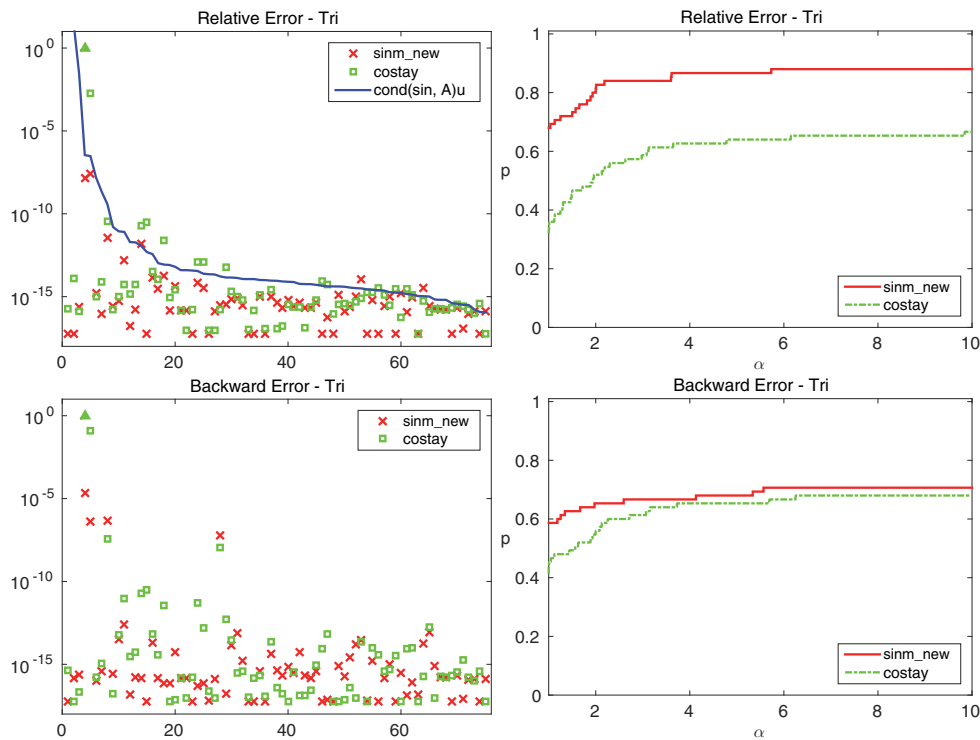 Relative Error - Tri
10^0
10^-5
10^-10
10^-15
0 20 40 60
sinm_new
costay
cond(sin, A)u
1
0.8
0.6
0.4
0.2
0
p
2 4 6 8 10
α
sinm_new
costay
Backward Error - Tri
10^0
10^-5
10^-10
10^-15
0 20 40 60
sinm_new
costay
Backward Error - Tri
1
0.8
0.6
0.4
0.2
0
p
2 4 6 8 10
α
sinm_new
costay